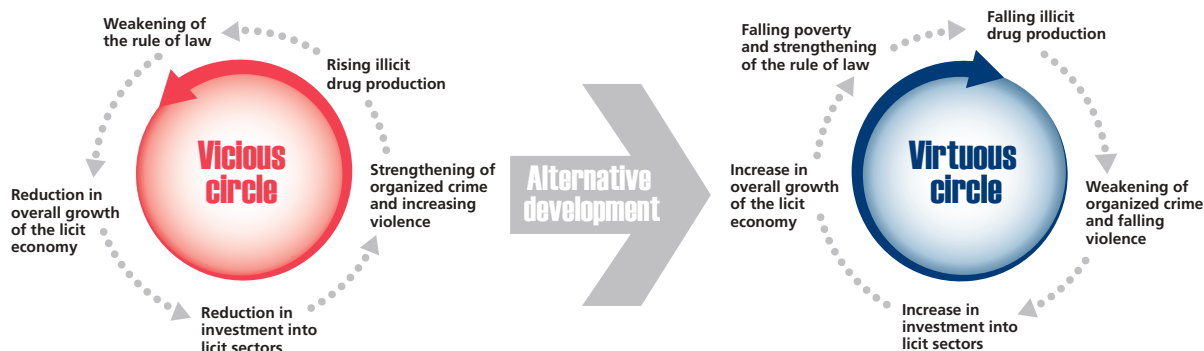 Weakening of
the rule of law
Rising illicit
drug production
Vicious
circle
Reduction in
overall growth
of the licit
economy
Strengthening of
organized crime
and increasing
violence
Reduction in
investment into
licit sectors
Alternative
development
Falling poverty
and strengthening
of the rule of law
Falling illicit
drug production
Virtuous
circle
Increase in
overall growth
of the licit
economy
Weakening of
organized crime
and falling
violence
Increase in
investment into
licit sectors